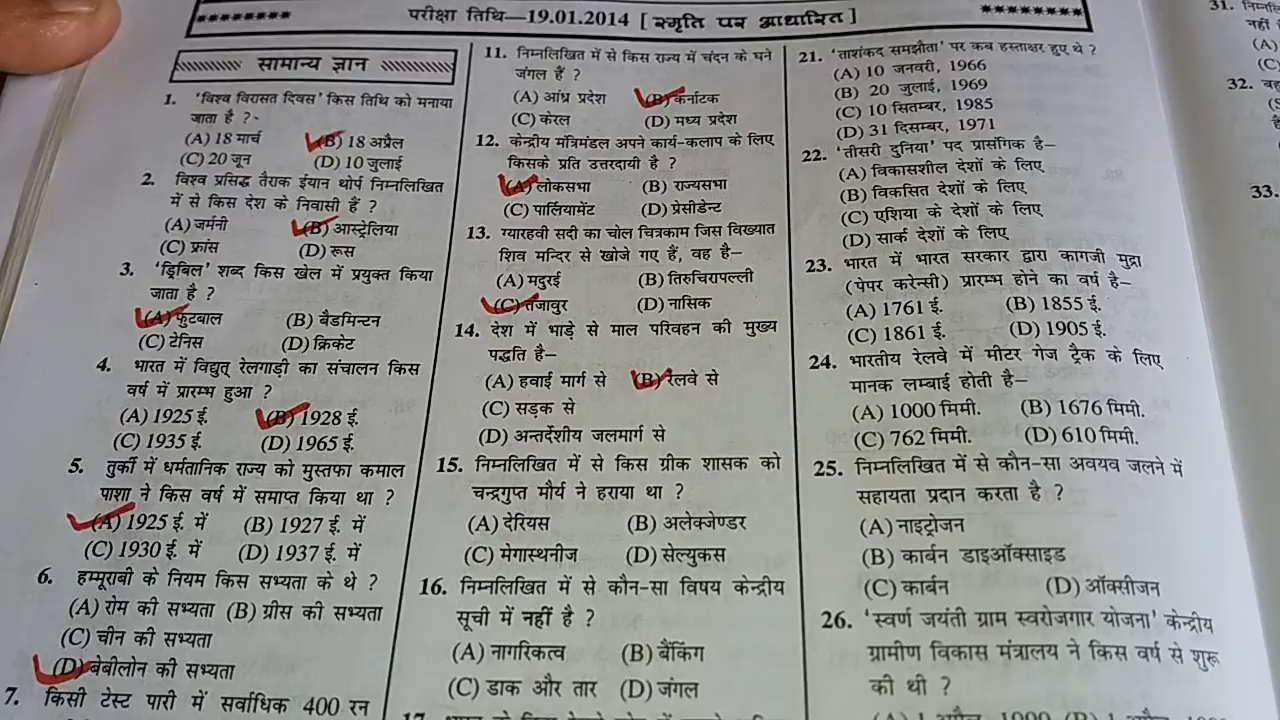 परीक्षा तिथि—19.01.2014 [ स्मृति पर आधारित ]
सामान्य ज्ञान
1. 'विश्व विरासत दिवस' किस तिथि को मनाया
जाता है ?-
(A) 18 मार्च (B) 18 अप्रैल
(C) 20 जून (D) 10 जुलाई
2. विश्व प्रसिद्ध तैराक ईयान थोर्प निम्नलिखित
में से किस देश के निवासी हैं ?
(A) जर्मनी (B) आस्ट्रेलिया
(C) फ्रांस (D) रूस
3. 'ड्रिबिल' शब्द किस खेल में प्रयुक्त किया
जाता है ?
(A) फुटबाल (B) बैडमिन्टन
(C) टेनिस (D) क्रिकेट
4. भारत में विद्युत् रेलगाड़ी का संचालन किस
वर्ष में प्रारम्भ हुआ ?
(A) 1925 ई. (B) 1928 ई.
(C) 1935 ई. (D) 1965 ई.
5. तुर्की में धर्मतानिक राज्य को मुस्तफा कमाल
पाशा ने किस वर्ष में समाप्त किया था ?
(A) 1925 ई. में (B) 1927 ई. में
(C) 1930 ई. में (D) 1937 ई. में
6. हम्मूराबी के नियम किस सभ्यता के थे ?
(A) रोम की सभ्यता (B) ग्रीस की सभ्यता
(C) चीन की सभ्यता
(D) बेबीलोन की सभ्यता
7. किसी टेस्ट पारी में सर्वाधिक 400 रन
11. निम्नलिखित में से किस राज्य में चंदन के घने
जंगल हैं ?
(A) आंध्र प्रदेश (B) कर्नाटक
(C) केरल (D) मध्य प्रदेश
12. केन्द्रीय मंत्रिमंडल अपने कार्य-कलाप के लिए
किसके प्रति उत्तरदायी है ?
(A) लोकसभा (B) राज्यसभा
(C) पार्लियामेंट (D) प्रेसीडेन्ट
13. ग्यारहवी सदी का चोल चित्रकाम जिस विख्यात
शिव मन्दिर से खोजे गए हैं, वह है—
(A) मदुरई (B) तिरुचिरापल्ली
(C) तंजावुर (D) नासिक
14. देश में भाड़े से माल परिवहन की मुख्य
पद्धति है—
(A) हवाई मार्ग से (B) रेलवे से
(C) सड़क से
(D) अन्तर्देशीय जलमार्ग से
15. निम्नलिखित में से किस ग्रीक शासक को
चन्द्रगुप्त मौर्य ने हराया था ?
(A) देरियस (B) अलेक्जेण्डर
(C) मेगास्थनीज (D) सेल्युकस
16. निम्नलिखित में से कौन-सा विषय केन्द्रीय
सूची में नहीं है ?
(A) नागरिकत्व (B) बैंकिंग
(C) डाक और तार (D) जंगल
21. 'ताशंकद समझौता' पर कब हस्ताक्षर हुए थे ?
(A) 10 जनवरी, 1966
(B) 20 जुलाई, 1969
(C) 10 सितम्बर, 1985
(D) 31 दिसम्बर, 1971
22. 'तीसरी दुनिया' पद प्रासंगिक है—
(A) विकासशील देशों के लिए
(B) विकसित देशों के लिए
(C) एशिया के देशों के लिए
(D) सार्क देशों के लिए
23. भारत में भारत सरकार द्वारा कागजी मुद्रा
(पेपर करेन्सी) प्रारम्भ होने का वर्ष है—
(A) 1761 ई. (B) 1855 ई.
(C) 1861 ई. (D) 1905 ई.
24. भारतीय रेलवे में मीटर गेज ट्रैक के लिए
मानक लम्बाई होती है—
(A) 1000 मिमी. (B) 1676 मिमी.
(C) 762 मिमी. (D) 610 मिमी.
25. निम्नलिखित में से कौन-सा अवयव जलने में
सहायता प्रदान करता है ?
(A) नाइट्रोजन
(B) कार्बन डाइऑक्साइड
(C) कार्बन (D) ऑक्सीजन
26. 'स्वर्ण जयंती ग्राम स्वरोजगार योजना' केन्द्रीय
ग्रामीण विकास मंत्रालय ने किस वर्ष से शुरू
की थी ?
31.
नहीं
(A)
(C)
32.
33.